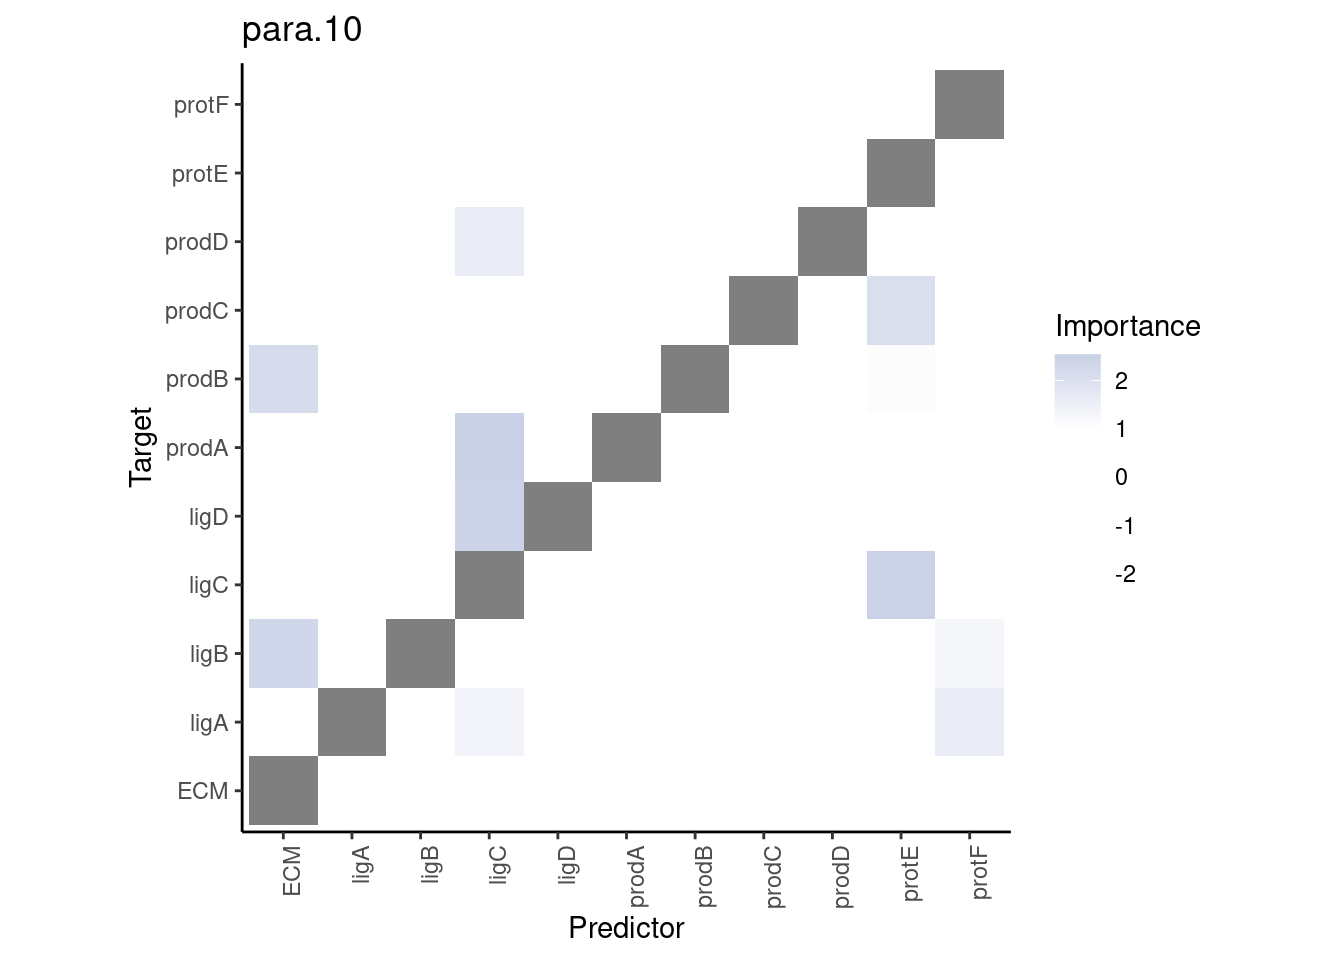 para.10
protF
protE
prodD
prodC
prodB
prodA
ligD
ligC
ligB
ligA
ECM
Target
ECM
ligA
ligB
ligC
ligD
prodA
prodB
prodC
prodD
protE
protF
Predictor
Importance
2
1
0
-1
-2